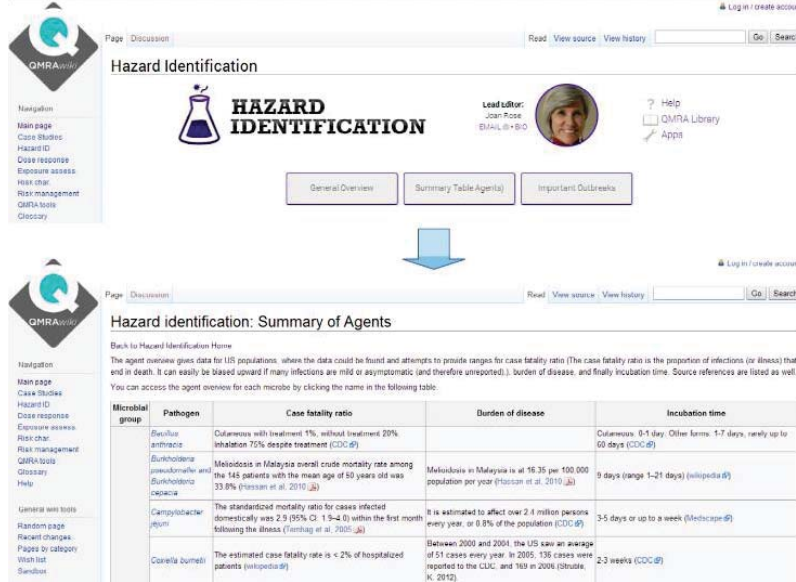 Log in / create accou
Page Discussion
Read View source View history
Go Search
QMRAwiki
Hazard Identification
HAZARD
IDENTIFICATION
Lead Editor:
Joan Rose
EMAIL BIO
? Help
QMRA Library
Apps
Navigation
Main page
Case Studies
Hazard ID
Dose response
Exposure assess.
Risk char.
Risk management
QMRA tools
Glossary
General Overview
Summary Table Agents)
Important Outbreaks
Log in / create accou
Page Discussion
Read View source View history
Go Search
QMRAwiki
Hazard identification: Summary of Agents
Back to Hazard Identification Home
The agent overview gives data for US populations, where the data could be found and attempts to provide ranges for case fatality ratio (The case fatality ratio is the proportion of infections (or illness) that
end in death. It can easily be biased upward if many infections are mild or asymptomatic (and therefore unreported).), burden of disease, and finally incubation time. Source references are listed as well.
You can access the agent overview for each microbe by clicking the name in the following table.
Navigation
Main page
Case Studies
Hazard ID
Dose response
Exposure assess.
Risk char.
Risk management
QMRA tools
Glossary
Help
General wiki tools
Random page
Recent changes
Pages by category
Wish list
Sandbox
Microbial
group
Pathogen
Case fatality ratio
Burden of disease
Incubation time
Bacillus
anthracis
Cutaneous with treatment 1%, without treatment 20%.
Inhalation 75% despite treatment (CDC)
Cutaneous: 0-1 day. Other forms: 1-7 days, rarely up to
60 days (CDC)
Burkholderia
pseudomallei and
Burkholderia
cepacia
Melioidosis in Malaysia overall crude mortality rate among
the 145 patients with the mean age of 50 years old was
33.8% (Hassan et al, 2010)
Melioidosis in Malaysia is at 16.35 per 100,000
population per year (Hassan et al, 2010)
9 days (range 1–21 days) (wikipedia)
Campylobacter
jejuni
The standardized mortality ratio for cases infected
domestically was 2.9 (95% CI: 1.9–4.0) within the first month
following the illness (Ternhag et al, 2005)
It is estimated to affect over 2.4 million persons
every year, or 0.8% of the population (CDC)
3-5 days or up to a week (Medscape)
Coxiella burnetii
The estimated case fatality rate is < 2% of hospitalized
patients (wikipedia)
Between 2000 and 2004, the US saw an average
of 51 cases every year. In 2005, 136 cases were
reported to the CDC, and 169 in 2006 (Struble,
K. 2012).
2-3 weeks (CDC)